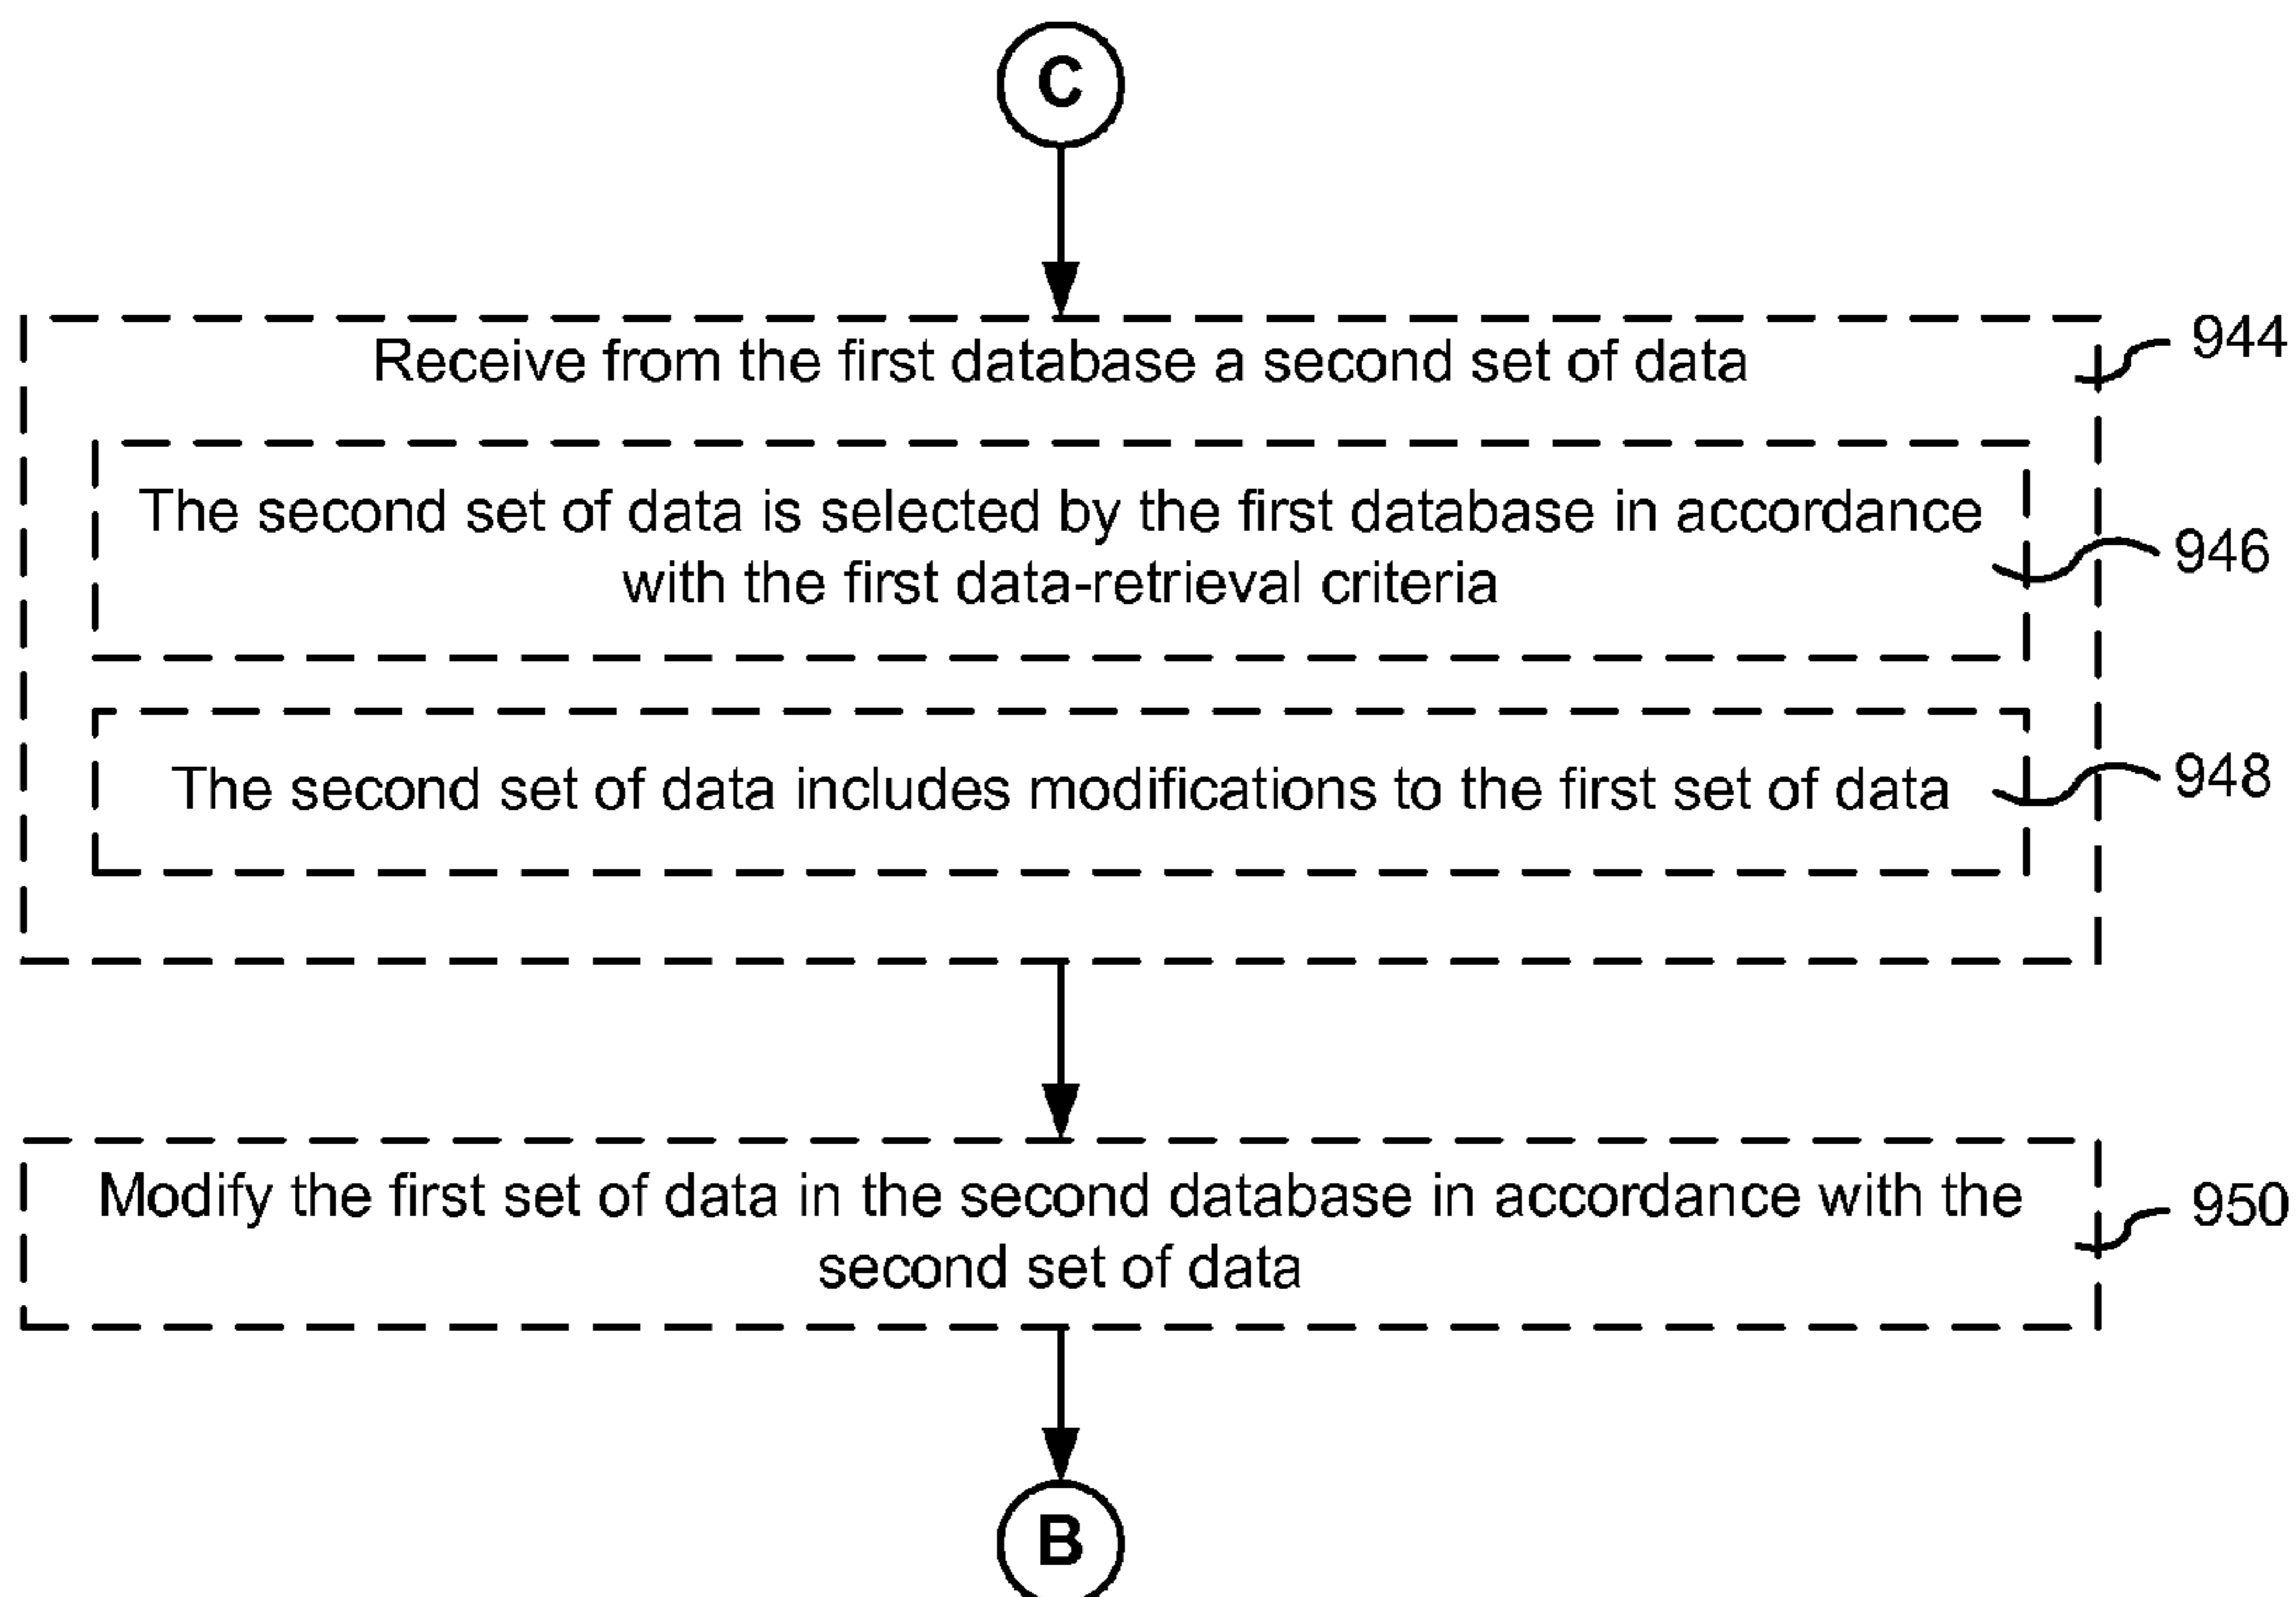 C
Receive from the first database a second set of data
944
The second set of data is selected by the first database in accordance
with the first data-retrieval criteria
946
The second set of data includes modifications to the first set of data
948
Modify the first set of data in the second database in accordance with the
second set of data
950
B